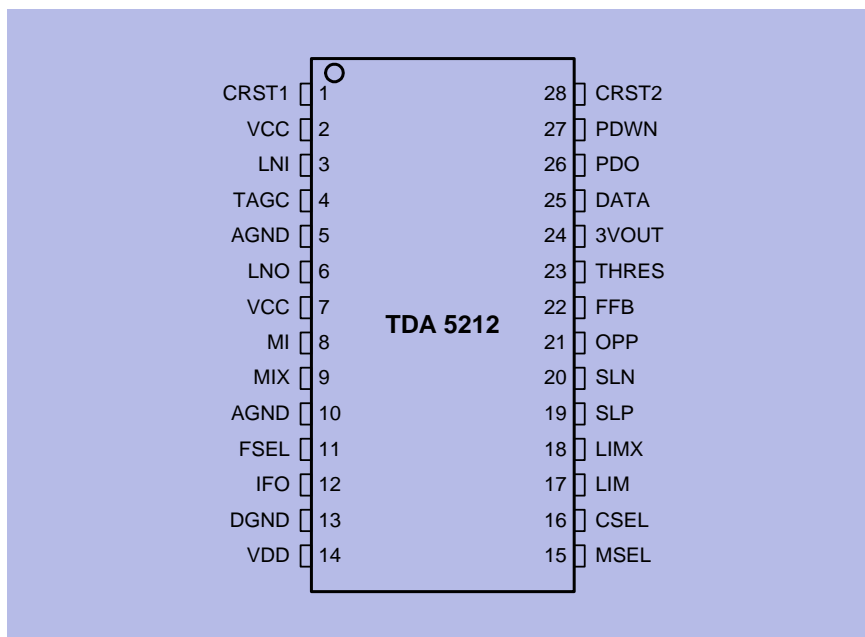 CRST1 1 28 CRST2
VCC 2 27 PDWN
LNI 3 26 PDO
TAGC 4 25 DATA
AGND 5 24 3VOUT
LNO 6 23 THRES
VCC 7 22 FFB
TDA 5212
MI 8 21 OPP
MIX 9 20 SLN
AGND 10 19 SLP
FSEL 11 18 LIMX
IFO 12 17 LIM
DGND 13 16 CSEL
VDD 14 15 MSEL